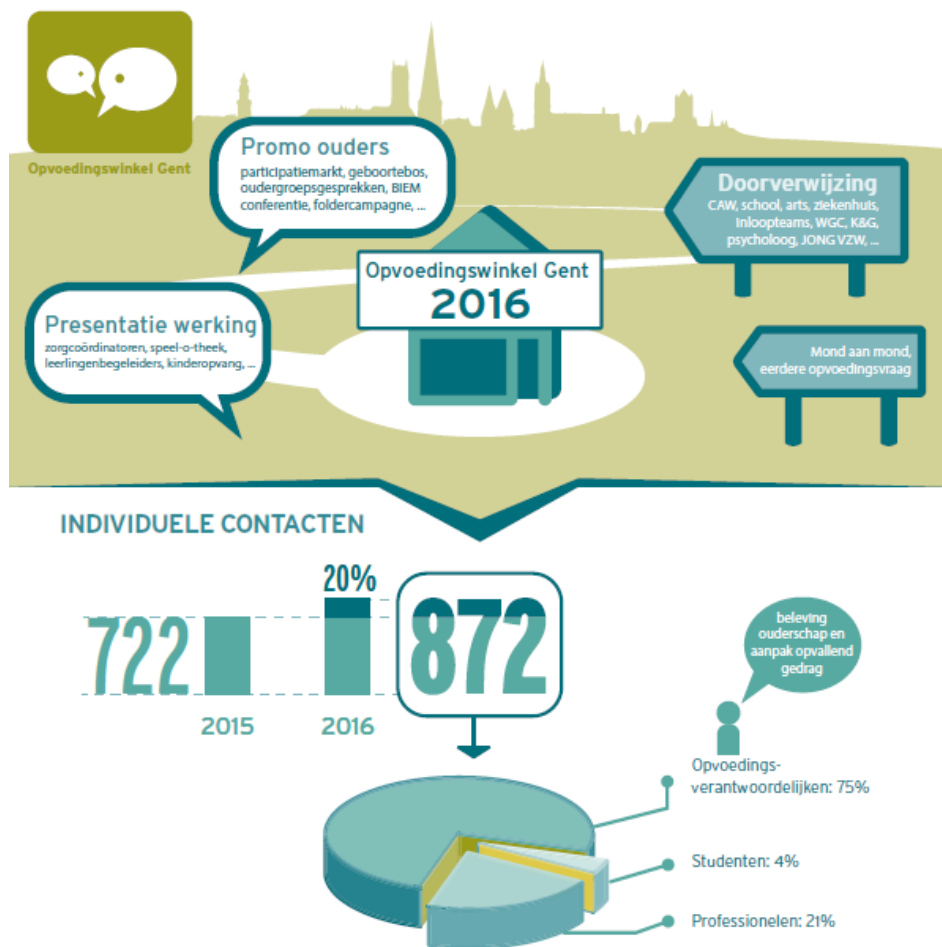 Opvoedingswinkel Gent
Promo ouders
participatiemarkt, geboortebos,
oudergroepsgesprekken, BIEM
conferentie, foldercampagne, ...
Doorverwijzing
CAW, school, arts, ziekenhuis,
Inloopteams, WGC, K&G,
psycholoog, JONG VZW, ...
Opvoedingswinkel Gent
2016
Presentatie werking
zorgcoördinatoren, speel-o-theek,
leerlingenbegeleiders, kinderopvang, ...
Mond aan mond,
eerdere opvoedingsvraag
INDIVIDUELE CONTACTEN
20%
722
872
2015
2016
beleving
ouderschap en
aanpak opvallend
gedrag
Opvoedings-
verantwoordelijken: 75%
Studenten: 4%
Professionelen: 21%